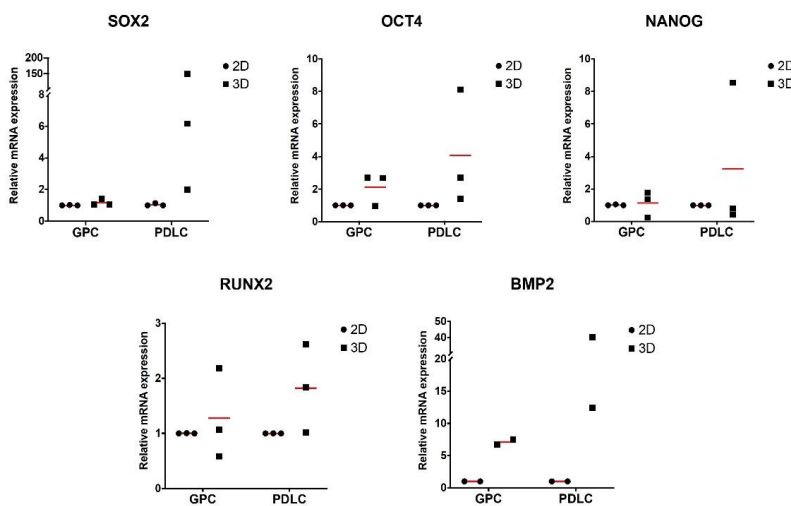 SOX2
Relative mRNA expression
200
150
8
6
4
2
0
GPC PDLC
2D
3D
OCT4
Relative mRNA expression
10
8
6
4
2
0
GPC PDLC
2D
3D
NANOG
Relative mRNA expression
10
8
6
4
2
0
GPC PDLC
2D
3D
RUNX2
Relative mRNA expression
3
2
1
0
GPC PDLC
2D
3D
BMP2
Relative mRNA expression
50
40
20
15
10
5
0
GPC PDLC
2D
3D